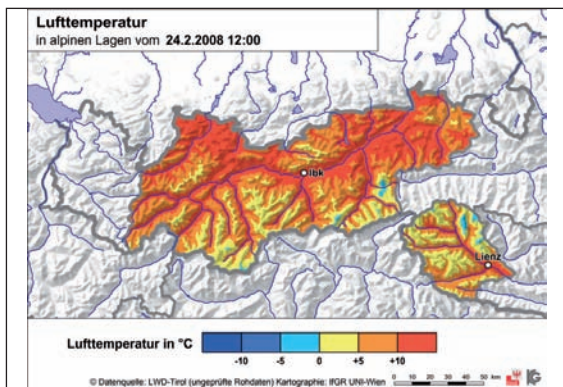 Lufttemperatur
in alpinen Lagen vom 24.2.2008 12:00
Ibk
Lienz
Lufttemperatur in °C
-10 -5 0 +5 +10
© Datenquelle: LWD-Tirol (ungeprüfte Rohdaten) Kartographie: IfGR UNI-Wien 0 10 20 30 40 50 km